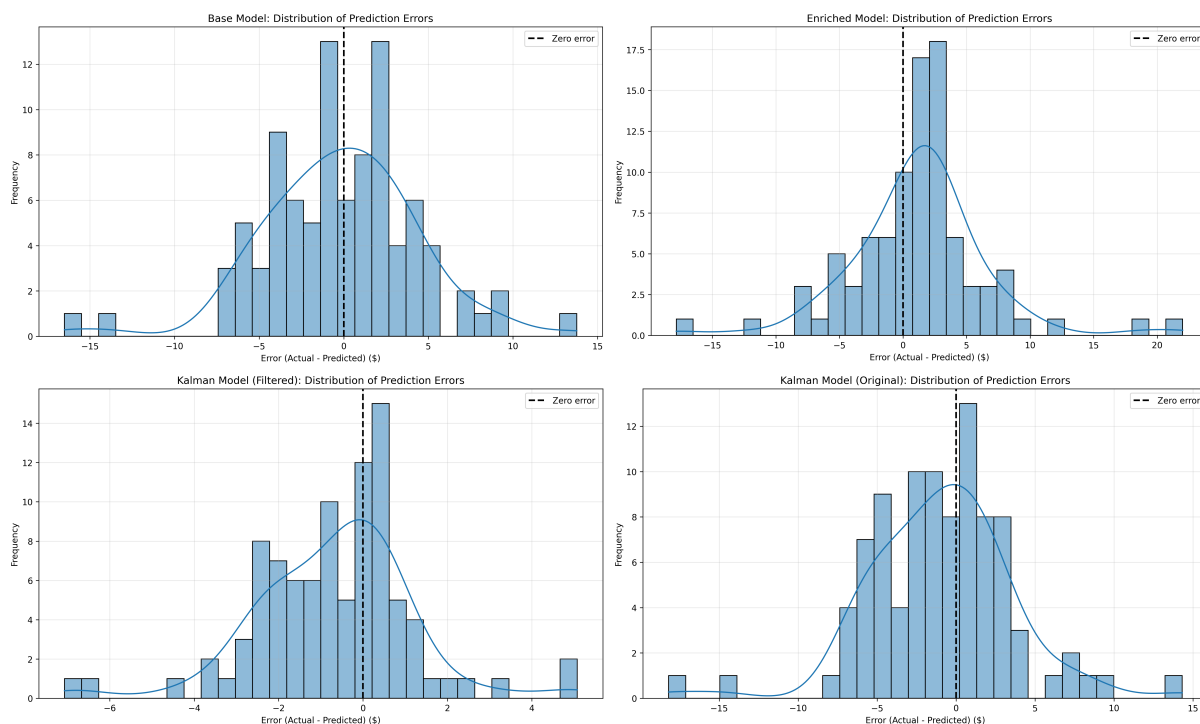 Base Model: Distribution of Prediction Errors
Zero error
Frequency
12
10
8
6
4
2
0
−15 −10 −5 0 5 10 15
Error (Actual - Predicted) ($)
Enriched Model: Distribution of Prediction Errors
Zero error
Frequency
17.5
15.0
12.5
10.0
7.5
5.0
2.5
0.0
−15 −10 −5 0 5 10 15 20
Error (Actual - Predicted) ($)
Kalman Model (Filtered): Distribution of Prediction Errors
Zero error
Frequency
14
12
10
8
6
4
2
0
−6 −4 −2 0 2 4
Error (Actual - Predicted) ($)
Kalman Model (Original): Distribution of Prediction Errors
Zero error
Frequency
12
10
8
6
4
2
0
−15 −10 −5 0 5 10 15
Error (Actual - Predicted) ($)